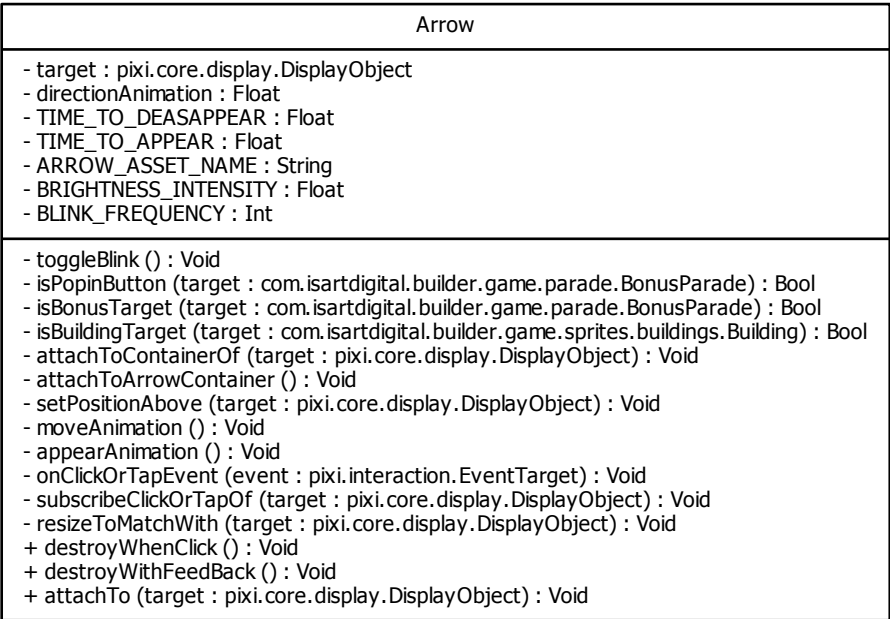 Arrow
- target : pixi.core.display.DisplayObject
- directionAnimation : Float
- TIME_TO_DEASAPPEAR : Float
- TIME_TO_APPEAR : Float
- ARROW_ASSET_NAME : String
- BRIGHTNESS_INTENSITY : Float
- BLINK_FREQUENCY : Int
- toggleBlink () : Void
- isPopinButton (target : com.isartdigital.builder.game.parade.BonusParade) : Bool
- isBonusTarget (target : com.isartdigital.builder.game.parade.BonusParade) : Bool
- isBuildingTarget (target : com.isartdigital.builder.game.sprites.buildings.Building) : Bool
- attachToContainerOf (target : pixi.core.display.DisplayObject) : Void
- attachToArrowContainer () : Void
- setPositionAbove (target : pixi.core.display.DisplayObject) : Void
- moveAnimation () : Void
- appearAnimation () : Void
- onClickOrTapEvent (event : pixi.interaction.EventTarget) : Void
- subscribeClickOrTapOf (target : pixi.core.display.DisplayObject) : Void
- resizeToMatchWith (target : pixi.core.display.DisplayObject) : Void
+ destroyWhenClick () : Void
+ destroyWithFeedBack () : Void
+ attachTo (target : pixi.core.display.DisplayObject) : Void